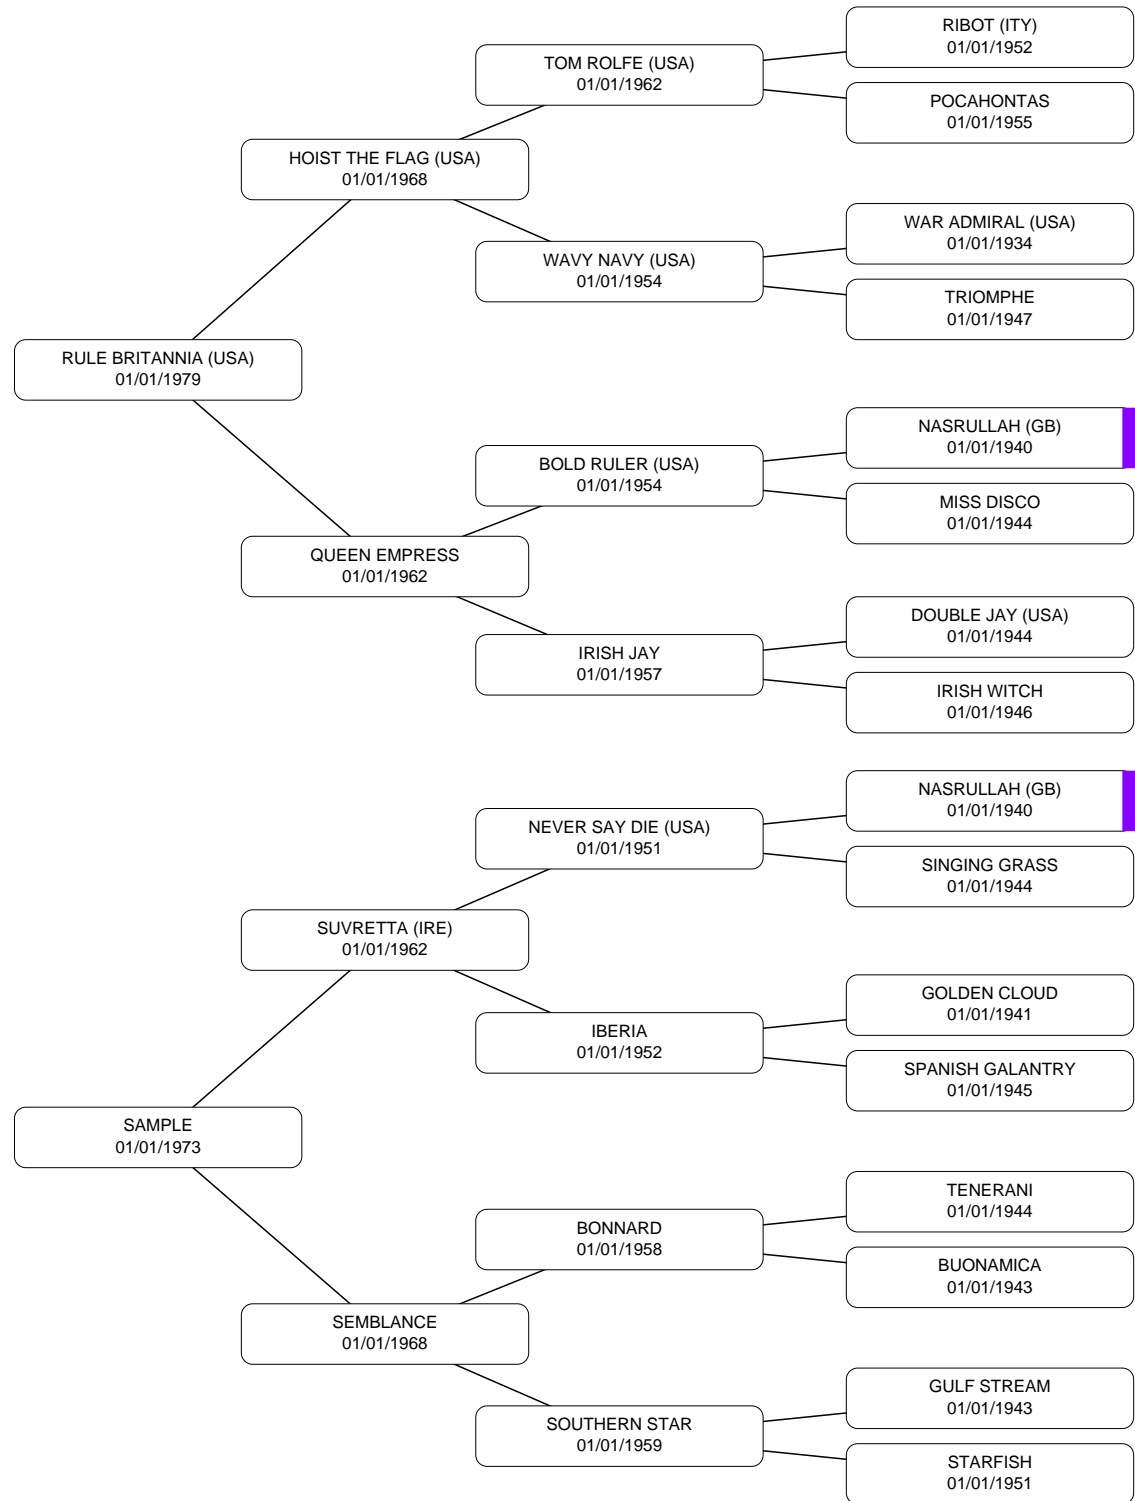 RIBOT (ITY)
01/01/1952
TOM ROLFE (USA)
01/01/1962
POCAHONTAS
01/01/1955
HOIST THE FLAG (USA)
01/01/1968
WAR ADMIRAL (USA)
01/01/1934
WAVY NAVY (USA)
01/01/1954
TRIOMPHE
01/01/1947
RULE BRITANNIA (USA)
01/01/1979
NASRULLAH (GB)
01/01/1940
BOLD RULER (USA)
01/01/1954
MISS DISCO
01/01/1944
QUEEN EMPRESS
01/01/1962
DOUBLE JAY (USA)
01/01/1944
IRISH JAY
01/01/1957
IRISH WITCH
01/01/1946
NASRULLAH (GB)
01/01/1940
NEVER SAY DIE (USA)
01/01/1951
SINGING GRASS
01/01/1944
SUVRETTA (IRE)
01/01/1962
GOLDEN CLOUD
01/01/1941
IBERIA
01/01/1952
SPANISH GALANTRY
01/01/1945
SAMPLE
01/01/1973
TENERANI
01/01/1944
BONNARD
01/01/1958
BUONAMICA
01/01/1943
SEMBLANCE
01/01/1968
GULF STREAM
01/01/1943
SOUTHERN STAR
01/01/1959
STARFISH
01/01/1951